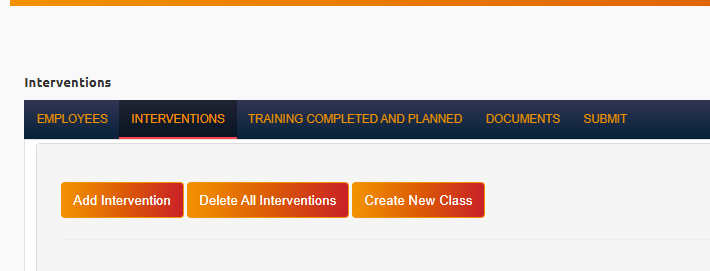 Interventions
EMPLOYEES INTERVENTIONS TRAINING COMPLETED AND PLANNED DOCUMENTS SUBMIT
Add Intervention Delete All Interventions Create New Class